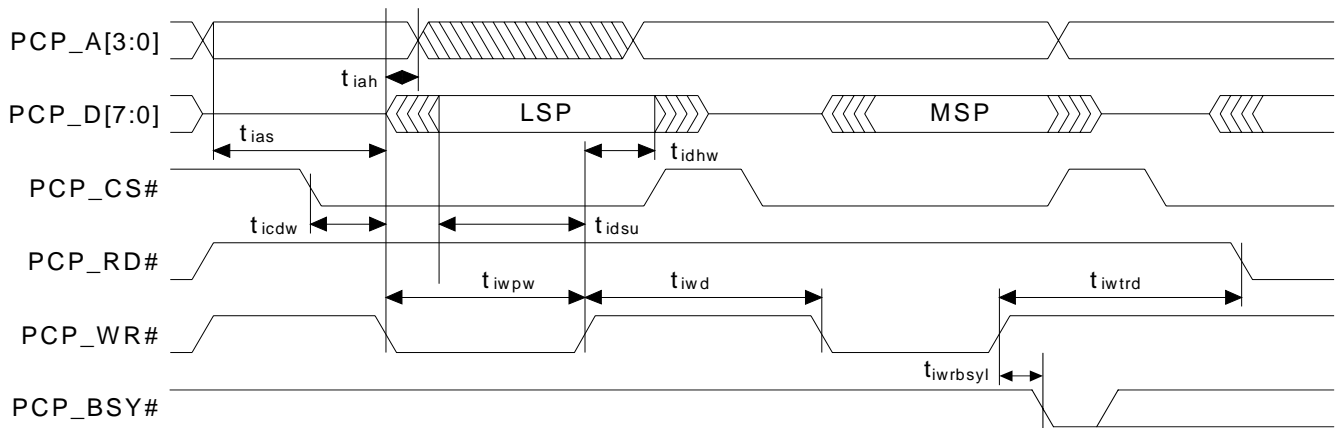 PCP_A[3:0]
t iah
PCP_D[7:0]
LSP
MSP
t ias
t idhw
PCP_CS#
t icdw
t idsu
PCP_RD#
t iwpw
t iwd
t iwtrd
PCP_WR#
t iwrbsyl
PCP_BSY#